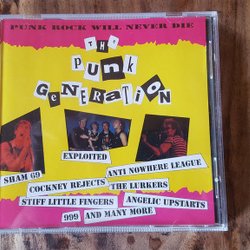 PUNK ROCK WILL NEVER DIE
THE
PUNK
GENERATION
EXPLOITED
SHAM 69
ANTI NOWHERE LEAGUE
COCKNEY REJECTS
THE LURKERS
STIFF LITTLE FINGERS
ANGELIC UPSTARTS
999 AND MANY MORE